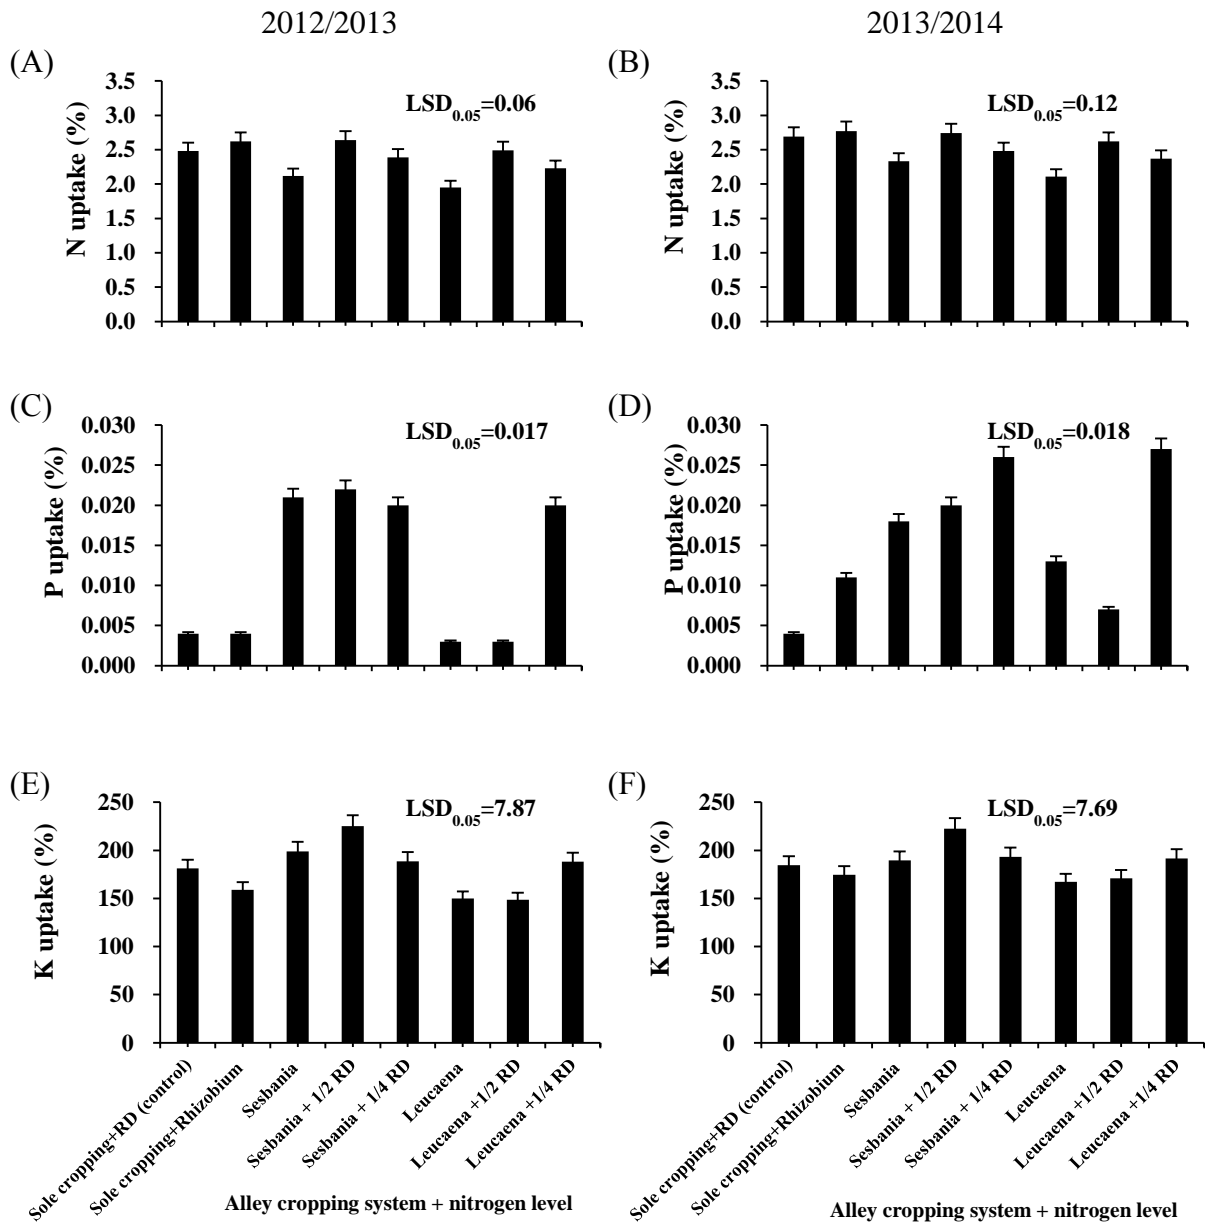 2012/2013
2013/2014
(A)
N uptake (%)
3.5
3.0
2.5
2.0
1.5
1.0
0.5
0.0
LSD0.05=0.06
(B)
N uptake (%)
3.5
3.0
2.5
2.0
1.5
1.0
0.5
0.0
LSD0.05=0.12
(C)
P uptake (%)
0.030
0.025
0.020
0.015
0.010
0.005
0.000
LSD0.05=0.017
(D)
P uptake (%)
0.030
0.025
0.020
0.015
0.010
0.005
0.000
LSD0.05=0.018
(E)
K uptake (%)
250
200
150
100
50
0
LSD0.05=7.87
Sole cropping+RD (control)
Sole cropping+Rhizobium
Sesbania
Sesbania + 1/2 RD
Sesbania + 1/4 RD
Leucaena
Leucaena +1/2 RD
Leucaena +1/4 RD
Alley cropping system + nitrogen level
(F)
K uptake (%)
250
200
150
100
50
0
LSD0.05=7.69
Sole cropping+RD (control)
Sole cropping+Rhizobium
Sesbania
Sesbania + 1/2 RD
Sesbania + 1/4 RD
Leucaena
Leucaena +1/2 RD
Leucaena +1/4 RD
Alley cropping system + nitrogen level